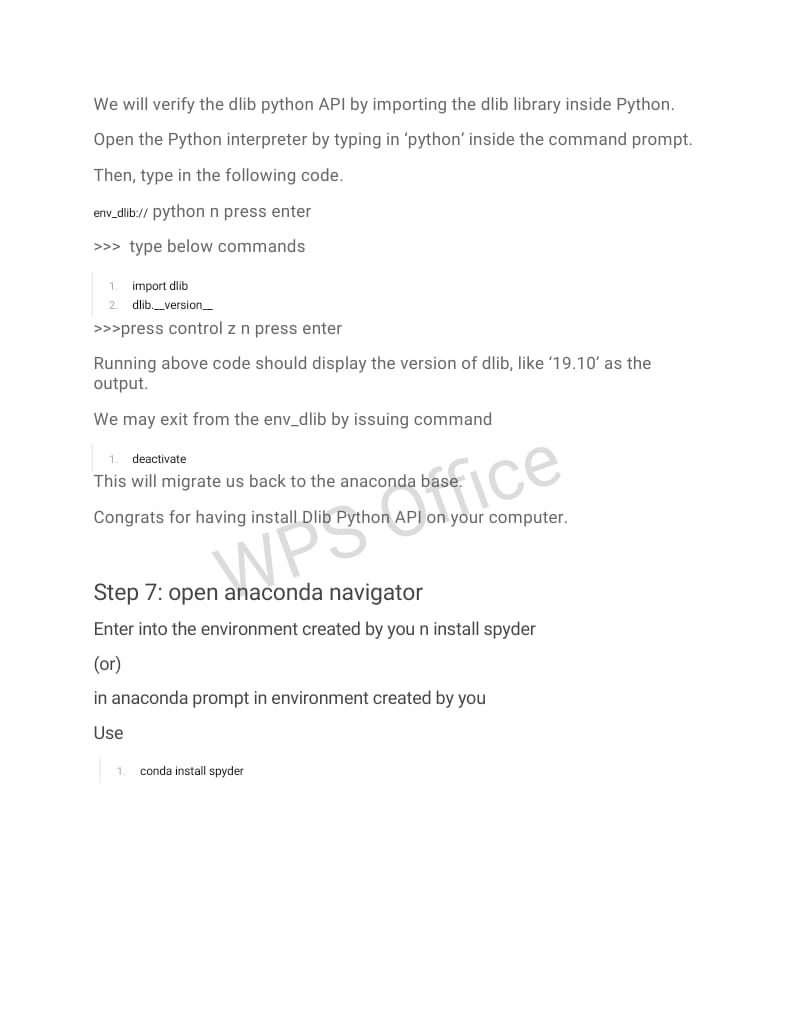 We will verify the dlib python API by importing the dlib library inside Python.
Open the Python interpreter by typing in ‘python’ inside the command prompt.
Then, type in the following code.
env_dlib:// python n press enter
>>> type below commands
1. import dlib
2. dlib.__version__
>>>press control z n press enter
Running above code should display the version of dlib, like ‘19.10’ as the
output.
We may exit from the env_dlib by issuing command
1. deactivate
This will migrate us back to the anaconda base.
Congrats for having install Dlib Python API on your computer.
WPS Office
Step 7: open anaconda navigator
Enter into the environment created by you n install spyder
(or)
in anaconda prompt in environment created by you
Use
1. conda install spyder